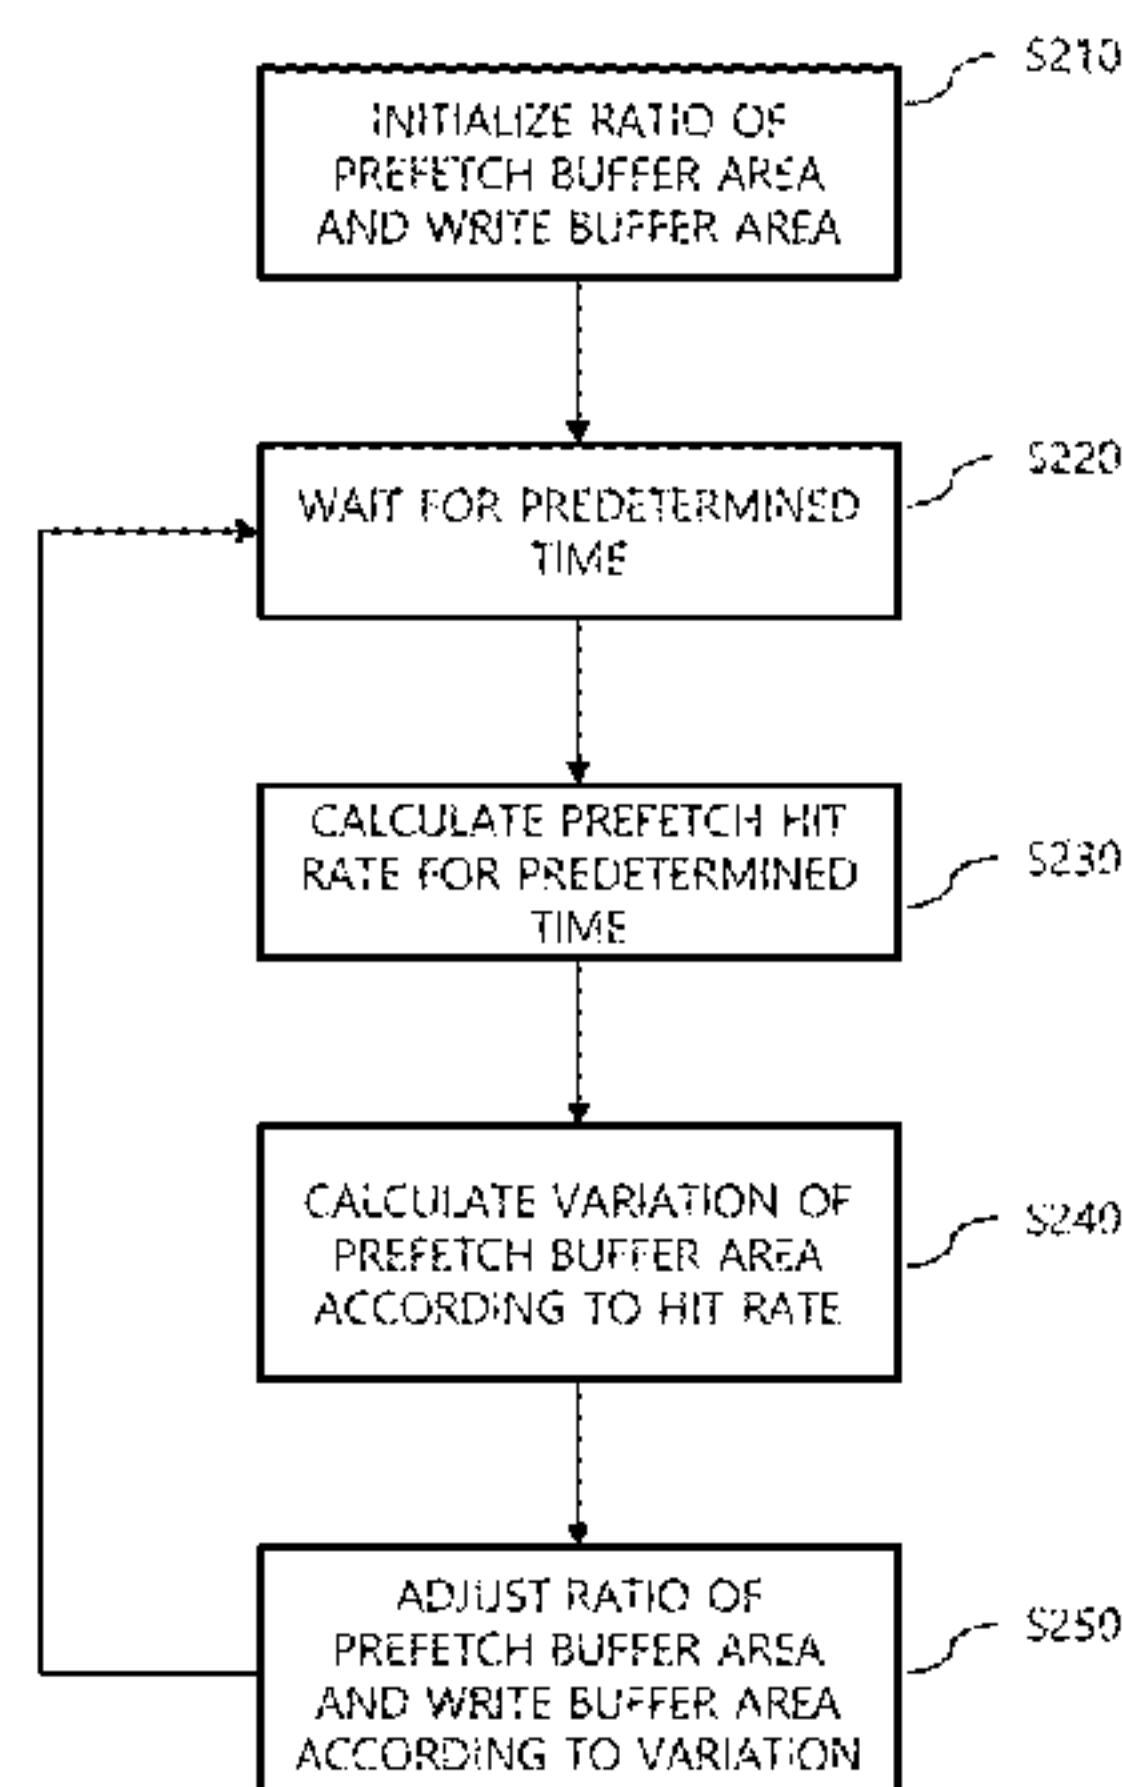 S210
INITIALIZE RATIO OF
PREFETCH BUFFER AREA
AND WRITE BUFFER AREA
S220
WAIT FOR PREDETERMINED
TIME
CALCULATE PREFETCH HIT
RATE FOR PREDETERMINED
TIME
S230
CALCULATE VARIATION OF
PREFETCH BUFFER AREA
ACCORDING TO HIT RATE
S240
ADJUST RATIO OF
PREFETCH BUFFER AREA
AND WRITE BUFFER AREA
ACCORDING TO VARIATION
S250